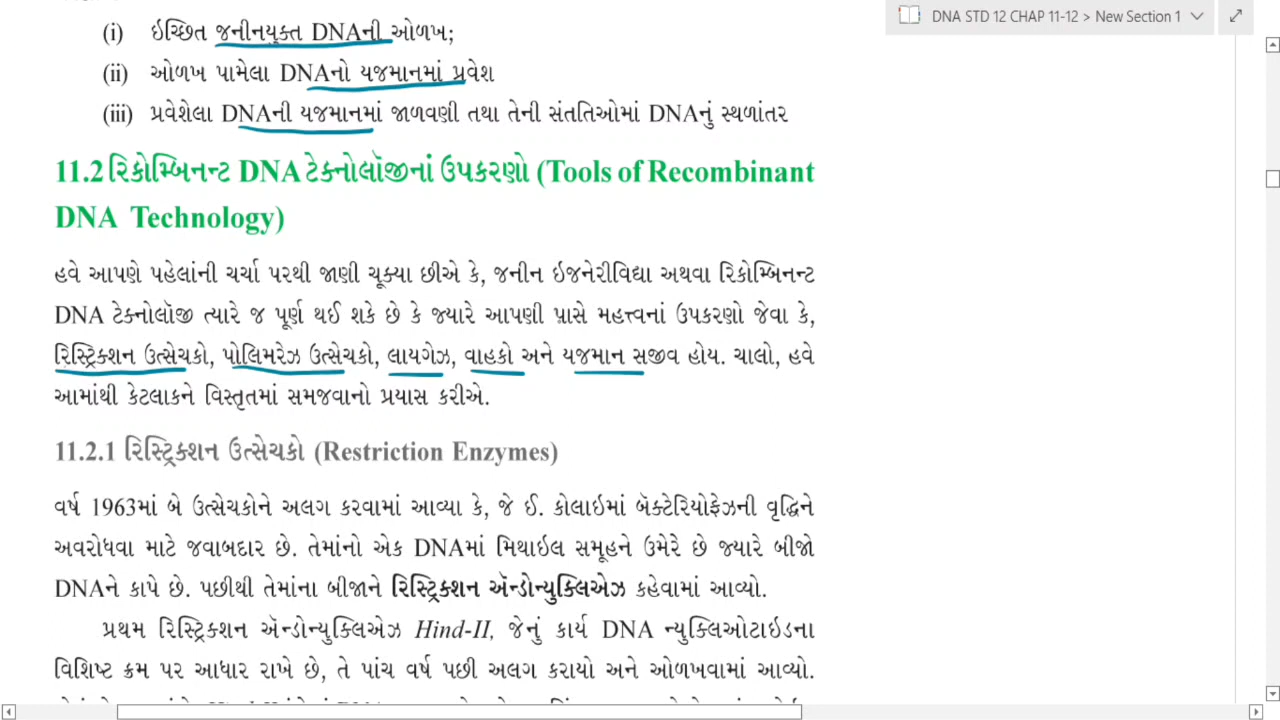 DNA STD 12 CHAP 11-12 > New Section 1
(i) ઇચ્છિત જનીનયુક્ત DNAની ઓળખ;
(ii) ઓળખ પામેલા DNAનો યજમાનમાં પ્રવેશ
(iii) પ્રવેશેલા DNAની યજમાનમાં જાળવણી તથા તેની સંતતિઓમાં DNAનું સ્થળાંતર
11.2 રિકોમ્બિનન્ટ DNA ટેક્નોલૉજીનાં ઉપકરણો (Tools of Recombinant
DNA Technology)
હવે આપણે પહેલાંની ચર્ચા પરથી જાણી ચૂક્યા છીએ કે, જનીન ઇજનેરીવિદ્યા અથવા રિકોમ્બિનન્ટ
DNA ટેક્નોલૉજી ત્યારે જ પૂર્ણ થઈ શકે છે કે જ્યારે આપણી પાસે મહત્ત્વનાં ઉપકરણો જેવા કે,
રિસ્ટ્રિક્શન ઉત્સેચકો, પોલિમરેઝ ઉત્સેચકો, લાયગેઝ, વાહકો અને યજમાન સજીવ હોય. ચાલો, હવે
આમાંથી કેટલાકને વિસ્તૃતમાં સમજવાનો પ્રયાસ કરીએ.
11.2.1 રિસ્ટ્રિક્શન ઉત્સેચકો (Restriction Enzymes)
વર્ષ 1963માં બે ઉત્સેચકોને અલગ કરવામાં આવ્યા કે, જે ઈ. કોલાઇમાં બૅક્ટેરિયોફેઝની વૃદ્ધિને
અવરોધવા માટે જવાબદાર છે. તેમાંનો એક DNAમાં મિથાઇલ સમૂહને ઉમેરે છે જ્યારે બીજો
DNAને કાપે છે. પછીથી તેમાંના બીજાને રિસ્ટ્રિક્શન ઍન્ડોન્યુક્લિએઝ કહેવામાં આવ્યો.
પ્રથમ રિસ્ટ્રિક્શન ઍન્ડોન્યુક્લિએઝ Hind-II, જેનું કાર્ય DNA ન્યુક્લિઓટાઇડના
વિશિષ્ટ ક્રમ પર આધાર રાખે છે, તે પાંચ વર્ષ પછી અલગ કરાયો અને ઓળખવામાં આવ્યો.